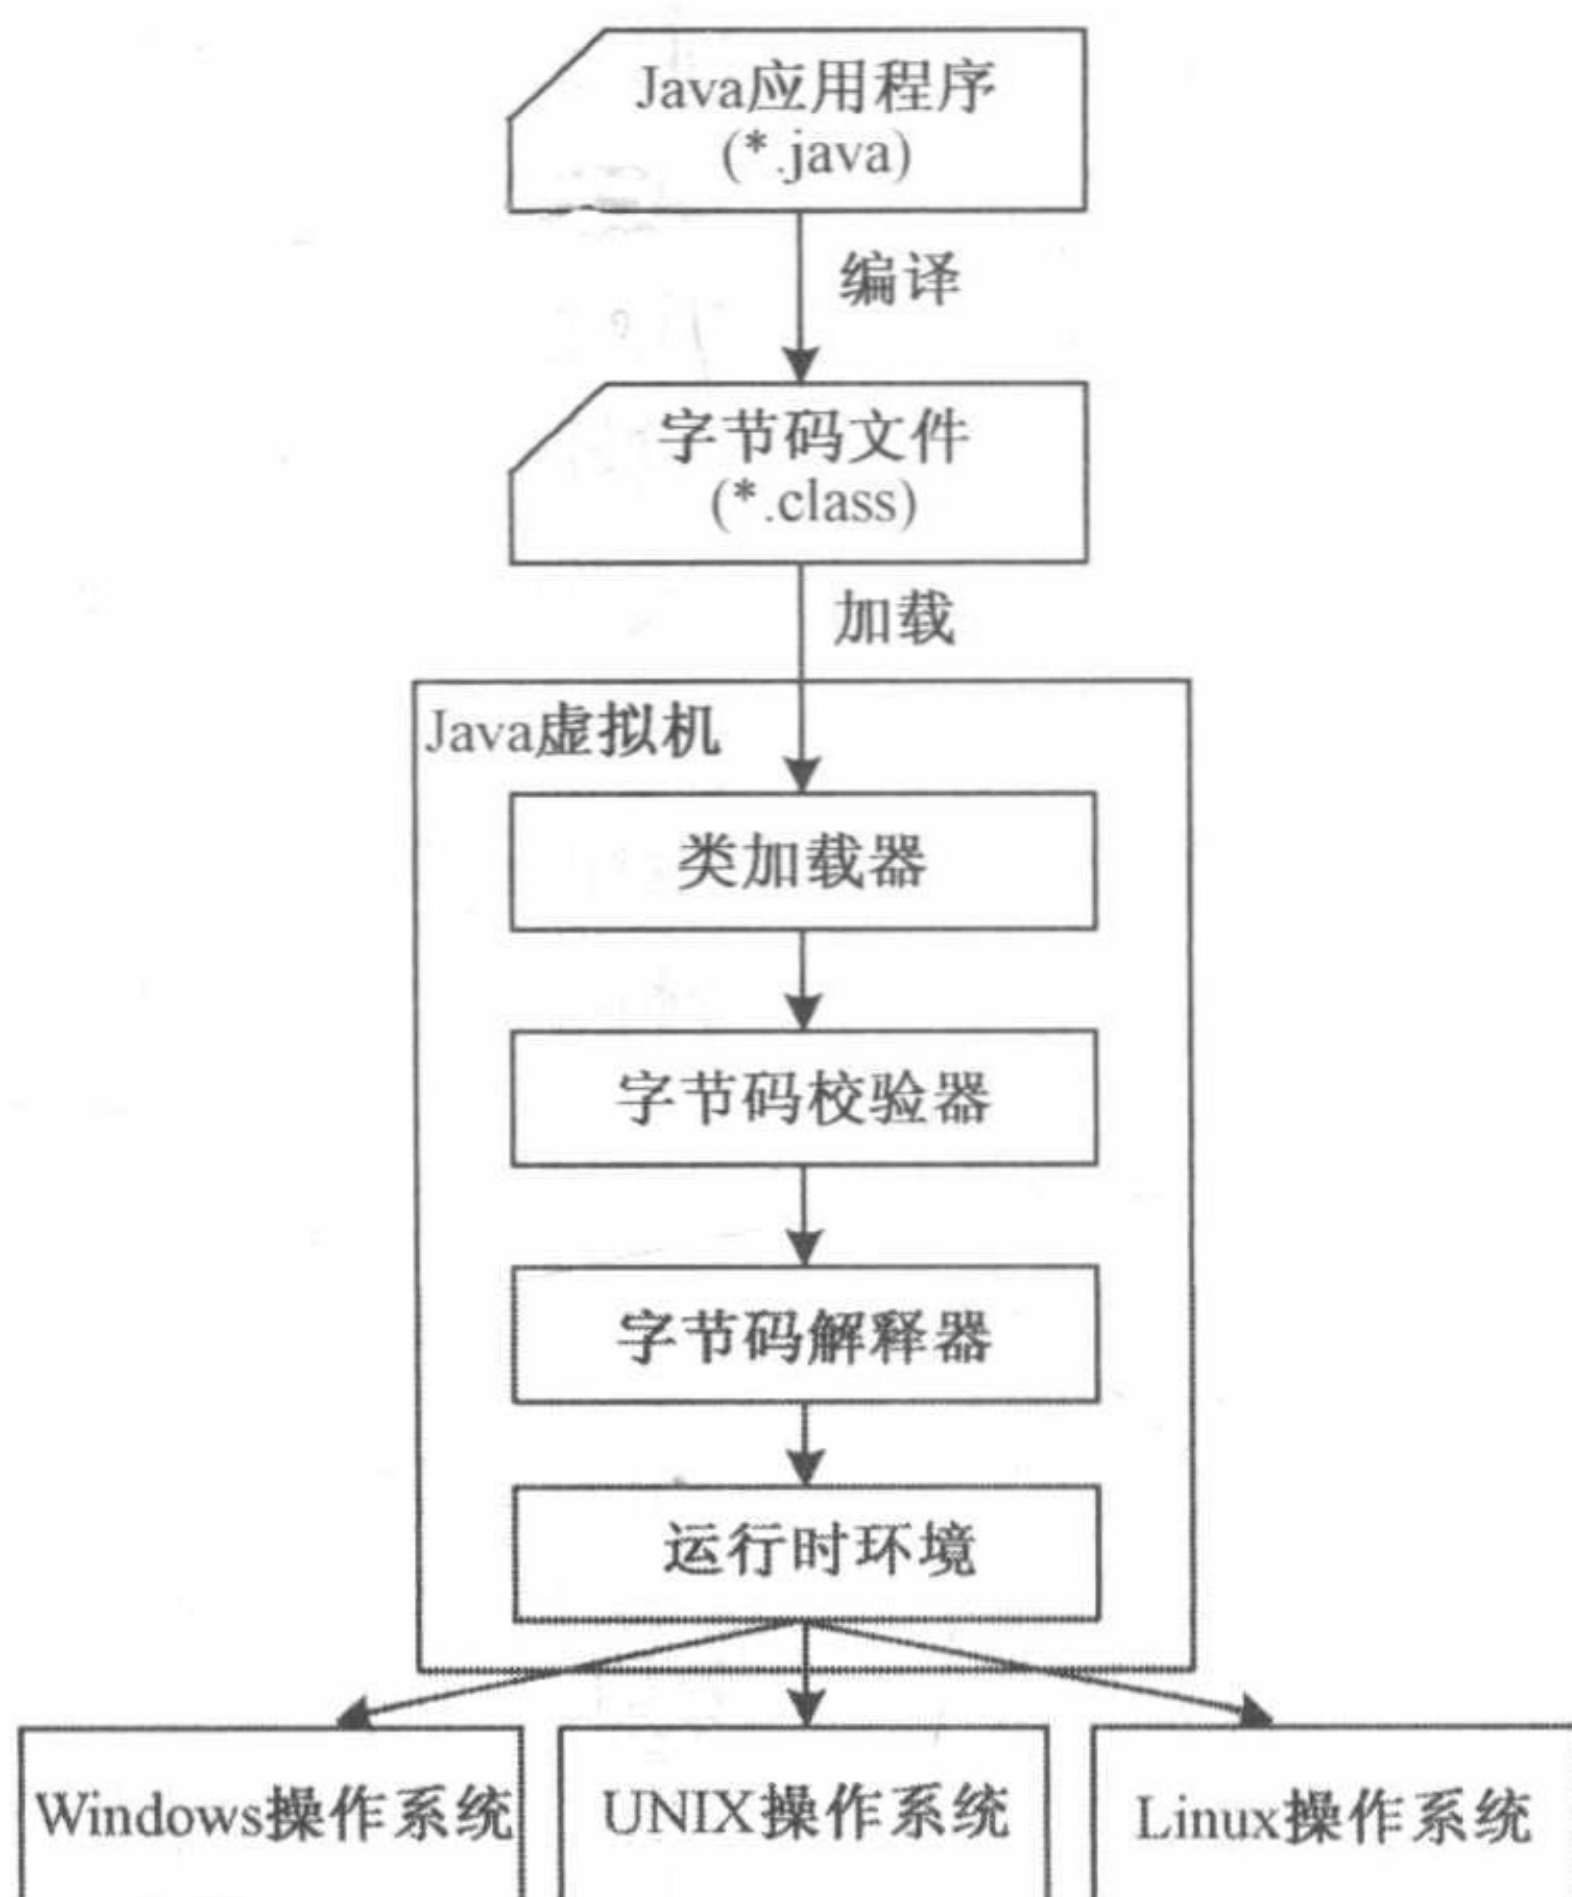 Java应用程序
(*.java)
编译
字节码文件
(*.class)
加载
Java虚拟机
类加载器
字节码校验器
字节码解释器
运行时环境
Windows操作系统
UNIX操作系统
Linux操作系统